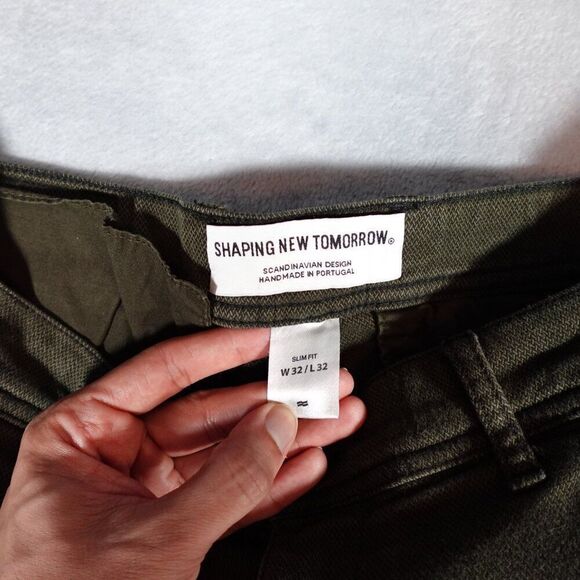 SHAPING NEW TOMORROW®
SCANDINAVIAN DESIGN
HANDMADE IN PORTUGAL
SLIM FIT
W 32 / L 32